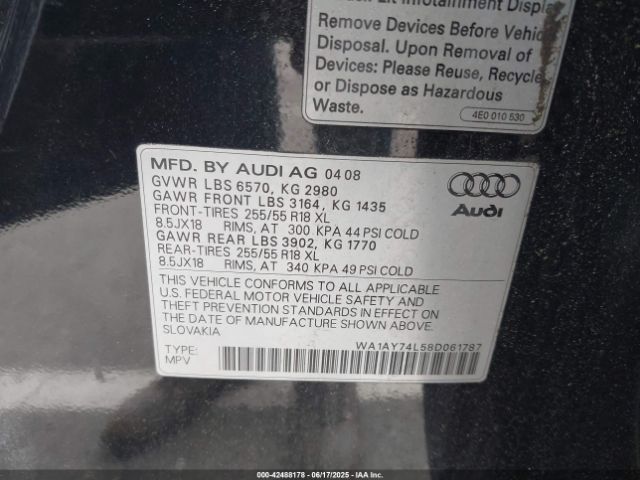 Infotainment Display
Remove Devices Before Vehic
Disposal. Upon Removal of
Devices: Please Reuse, Recycle
or Dispose as Hazardous
Waste.
4E0 010 530
MFD. BY AUDI AG 04 08
GVWR LBS 6570, KG 2980
GAWR FRONT LBS 3164, KG 1435
FRONT-TIRES 255/55 R18 XL
8.5JX18 RIMS, AT 300 KPA 44 PSI COLD
GAWR REAR LBS 3902, KG 1770
REAR-TIRES 255/55 R18 XL
8.5JX18 RIMS, AT 340 KPA 49 PSI COLD
Audi
THIS VEHICLE CONFORMS TO ALL APPLICABLE
U.S. FEDERAL MOTOR VEHICLE SAFETY AND
THEFT PREVENTION STANDARDS IN EFFECT ON
THE DATE OF MANUFACTURE SHOWN ABOVE.
SLOVAKIA
TYPE: WA1AY74L58D061787
MPV
000-42488178 - 06/17/2025 - IAA Inc.